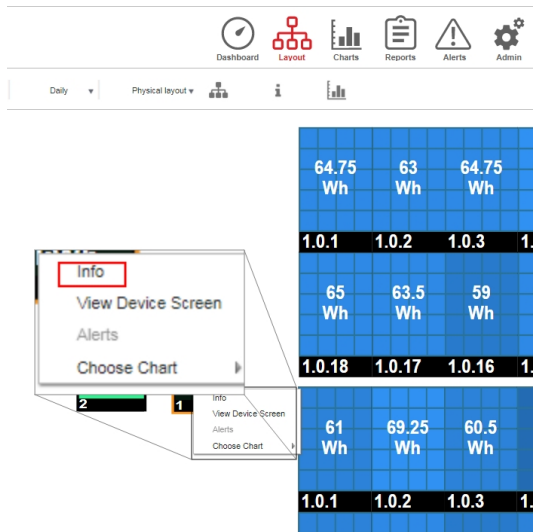 Dashboard Layout Charts Reports Alerts Admin
Daily Physical layout
64.75 63 64.75
Wh Wh Wh
1.0.1 1.0.2 1.0.3 1.
Info
View Device Screen
Alerts
Choose Chart
65 63.5 59
Wh Wh Wh
1.0.18 1.0.17 1.0.16 1.
2 1
Info
View Device Screen
Alerts
Choose Chart
61 69.25 60.5
Wh Wh Wh
1.0.1 1.0.2 1.0.3 1.